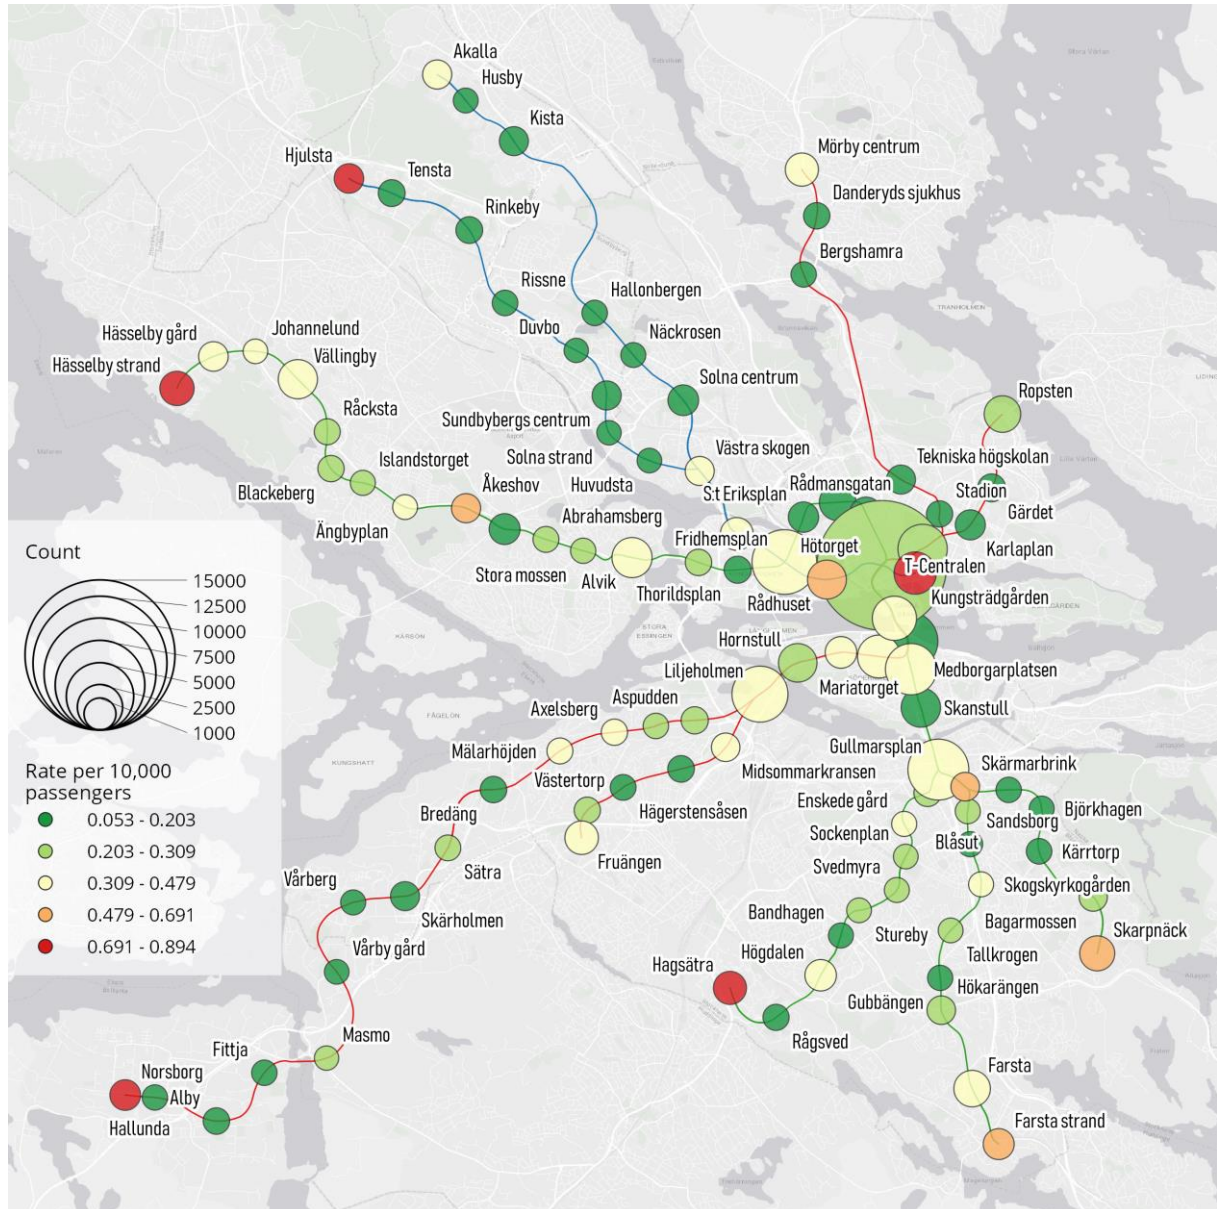 Akalla
Husby
Kista
Hjulsta
Tensta
Rinkeby
Mörby centrum
Danderyds sjukhus
Bergshamra
Rissne
Hallonbergen
Duvbo
Näckrosen
Solna centrum
Hässelby gård
Johannelund
Hässelby strand
Vällingby
Råcksta
Sundbybergs centrum
Solna strand
Huvudsta
Västra skogen
Ropsten
Tekniska högskolan
Stadion
Gärdet
Karlaplan
Islandstorget
Blackeberg
Ängbyplan
Åkeshov
Abrahamsberg
Stora mossen
Alvik
Thorildsplan
Fridhemsplan
S:t Eriksplan
Rådmansgatan
Hötorget
Rådhuset
T-Centralen
Kungsträdgården
TRANHOLMEN
Count
15000
12500
10000
7500
5000
2500
1000
Rate per 10,000
passengers
0.053 - 0.203
0.203 - 0.309
0.309 - 0.479
0.479 - 0.691
0.691 - 0.894
STORA
ESSINGEN
KÄRSÖN
FÅGELÖN
KUNGSHATT
Hornstull
Liljeholmen
Mariatorget
Medborgarplatsen
Skanstull
Aspudden
Axelsberg
Mälarhöjden
Västertorp
Midsommarkransen
Hägerstensåsen
Fruängen
Bredäng
Sätra
Skärholmen
Vårberg
Vårby gård
Masmo
Fittja
Norsborg
Alby
Hallunda
Gullmarsplan
Skärmarbrink
Enskede gård
Sandsborg
Björkhagen
Sockenplan
Blåsut
Kärrtorp
Svedmyra
Skogskyrkogården
Bandhagen
Stureby
Bagarmossen
Skarpnäck
Högdalen
Tallkrogen
Hagsätra
Hökarängen
Gubbängen
Rågsved
Farsta
Farsta strand